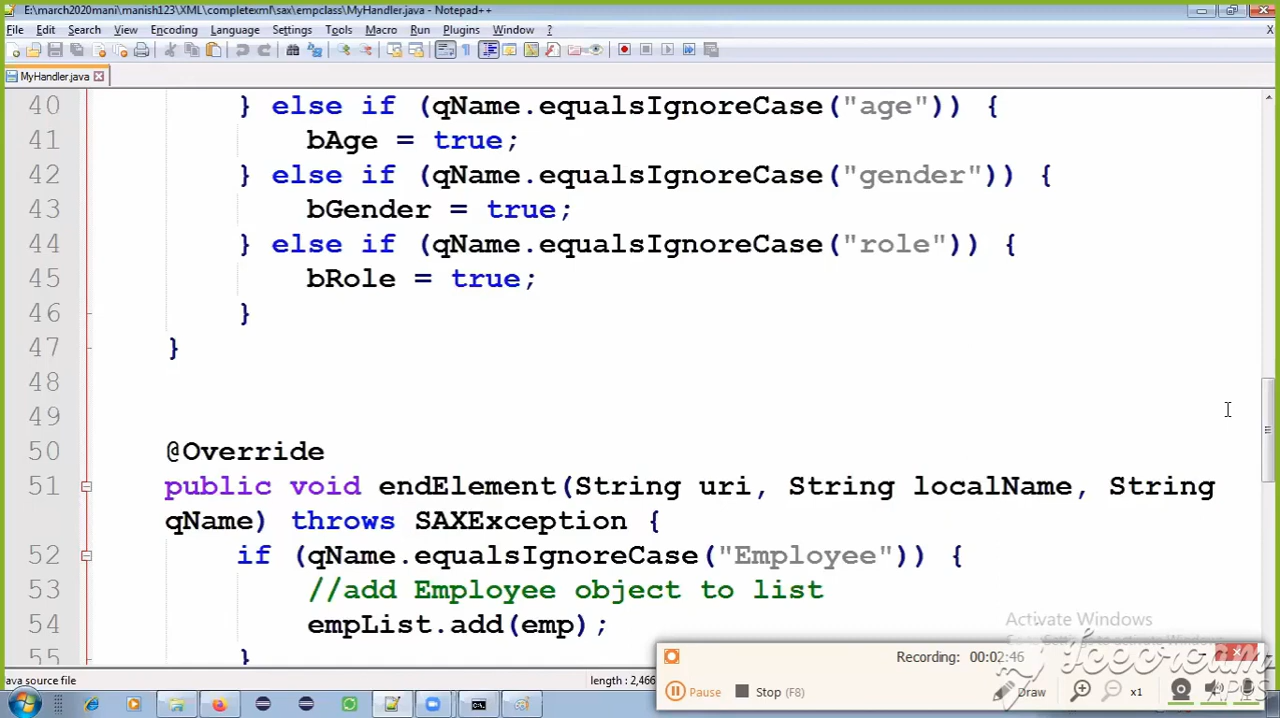 E:\march2020mani\manish123\XML\completexml\sax\empclass\MyHandler.java - Notepad++
File Edit Search View Encoding Language Settings Tools Macro Run Plugins Window ? X
MyHandler.java
40 } else if (qName.equalsIgnoreCase("age")) {
41 bAge = true;
42 } else if (qName.equalsIgnoreCase("gender")) {
43 bGender = true;
44 } else if (qName.equalsIgnoreCase("role")) {
45 bRole = true;
46 }
47 }
48
49
50 @Override
51 public void endElement(String uri, String localName, String
qName) throws SAXException {
52 if (qName.equalsIgnoreCase("Employee")) {
53 //add Employee object to list
54 empList.add(emp);
55 }
Activate Windows
Recording: 00:02:46
Pause Stop (F8) Draw x1
Icecream
APPS
ava source file length : 2,466